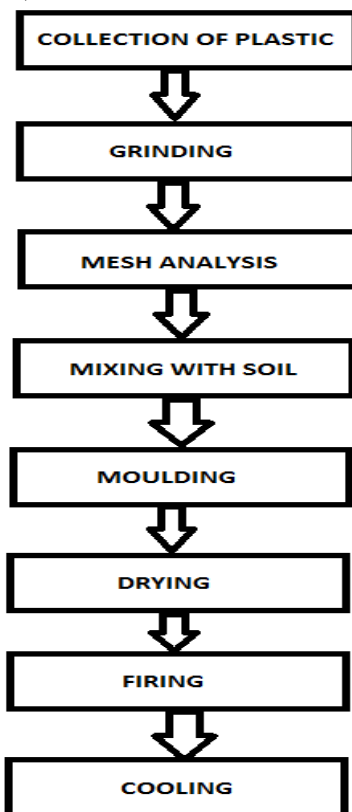 COLLECTION OF PLASTIC
GRINDING
MESH ANALYSIS
MIXING WITH SOIL
MOULDING
DRYING
FIRING
COOLING